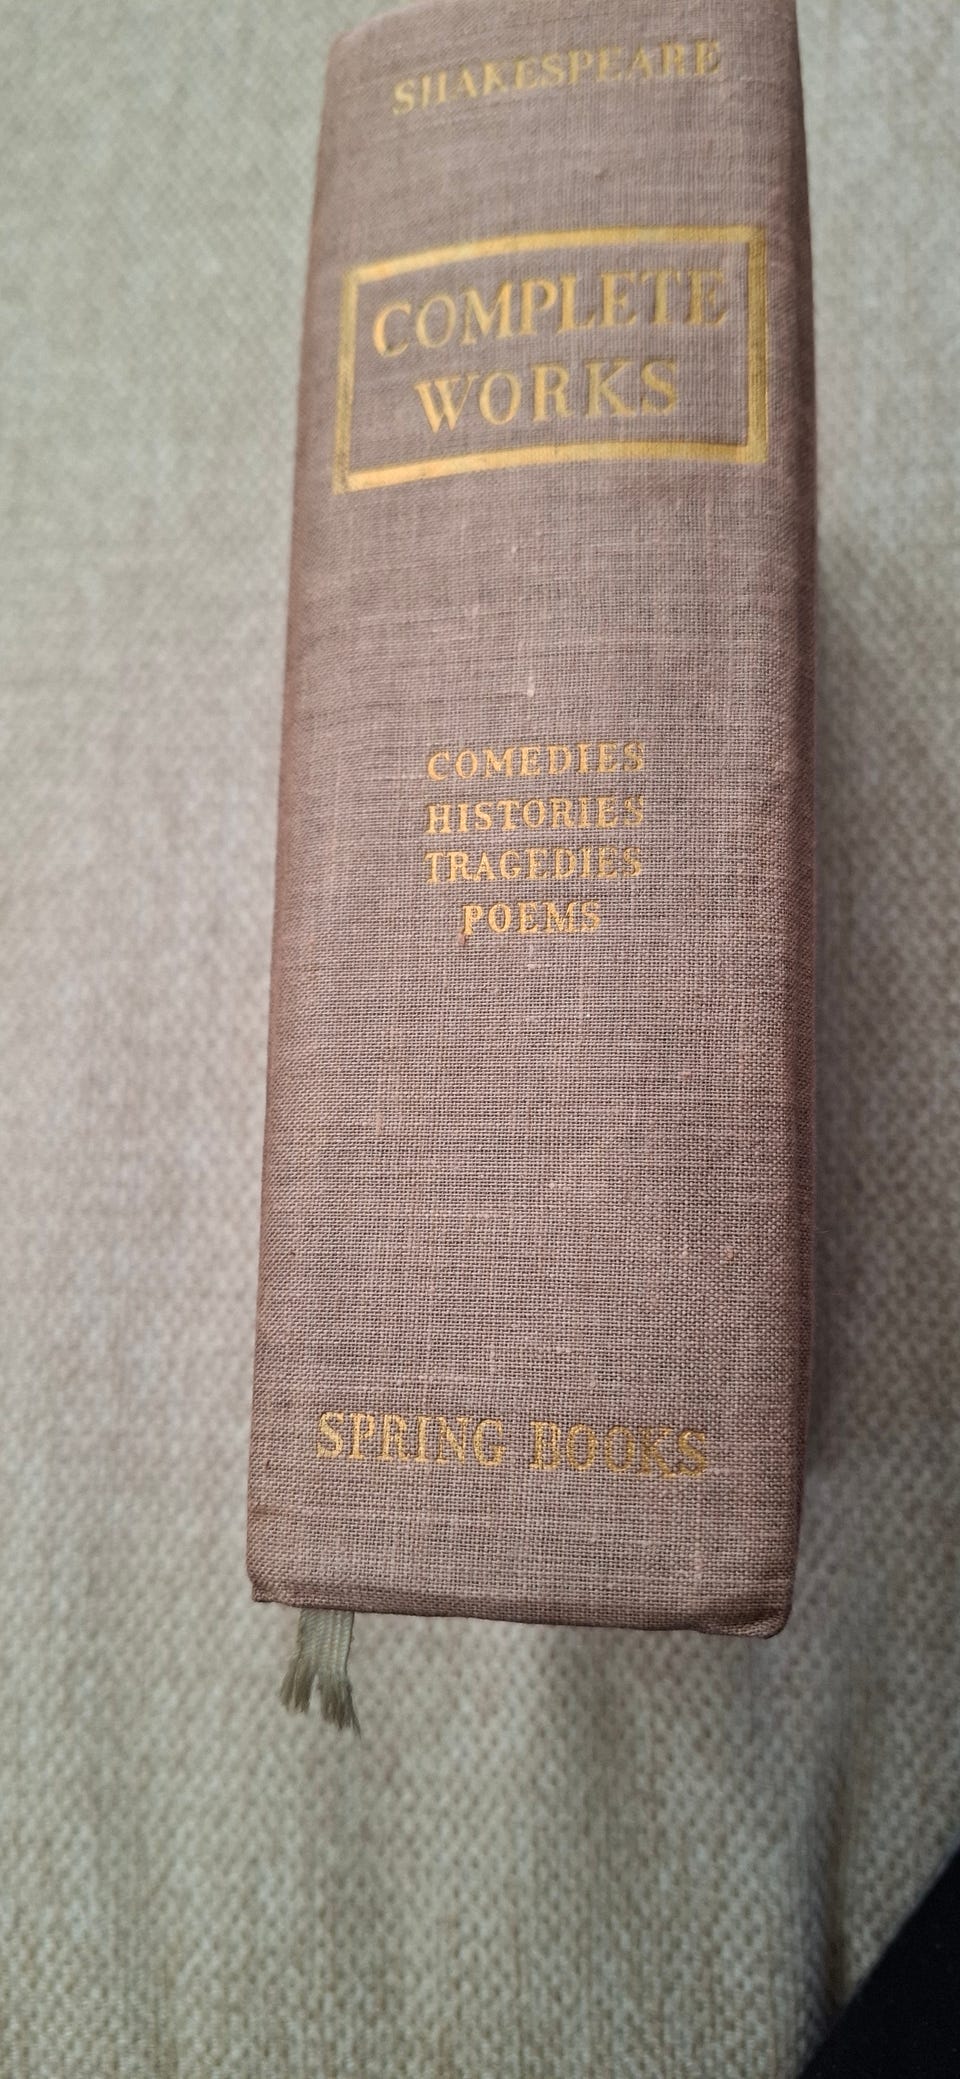 SHAKESPEARE
COMPLETE
WORKS
COMEDIES
HISTORIES
TRAGEDIES
POEMS
SPRING BOOKS